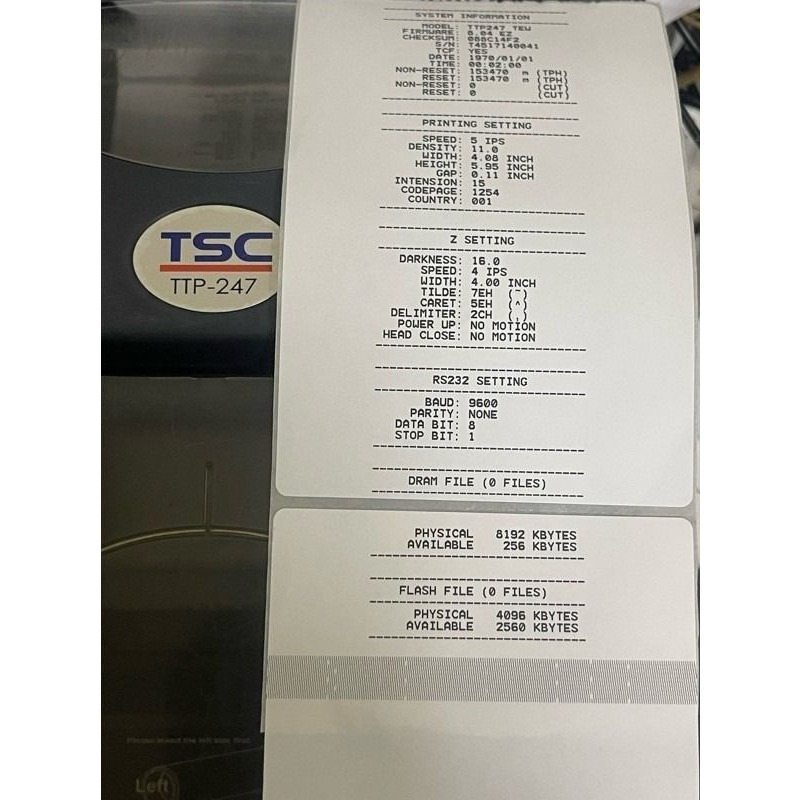 SYSTEM INFORMATION
MODEL: TTP247 YEW
FIRMWARE: 6.04 EZ
CHECKSUM: 088C14F2
S/N: T4517140041
TCF: YES
DATE: 1970/01/01
TIME: 00:02:00
NON-RESET: 153470 m (TPH)
RESET: 153470 m (TPH)
NON-RESET: 0 (CUT)
RESET: 0 (CUT)
PRINTING SETTING
SPEED: 5 IPS
DENSITY: 11.0
WIDTH: 4.08 INCH
HEIGHT: 5.95 INCH
GAP: 0.11 INCH
INTENSION: 15
CODEPAGE: 1254
COUNTRY: 001
Z SETTING
DARKNESS: 16.0
SPEED: 4 IPS
WIDTH: 4.00 INCH
TILDE: 7EH (~)
CARET: 5EH (^)
DELIMITER: 2CH (,)
POWER UP: NO MOTION
HEAD CLOSE: NO MOTION
RS232 SETTING
BAUD: 9600
PARITY: NONE
DATA BIT: 8
STOP BIT: 1
DRAM FILE (0 FILES)
PHYSICAL 8192 KBYTES
AVAILABLE 256 KBYTES
FLASH FILE (0 FILES)
PHYSICAL 4096 KBYTES
AVAILABLE 2560 KBYTES
TSC
TTP-247
Left